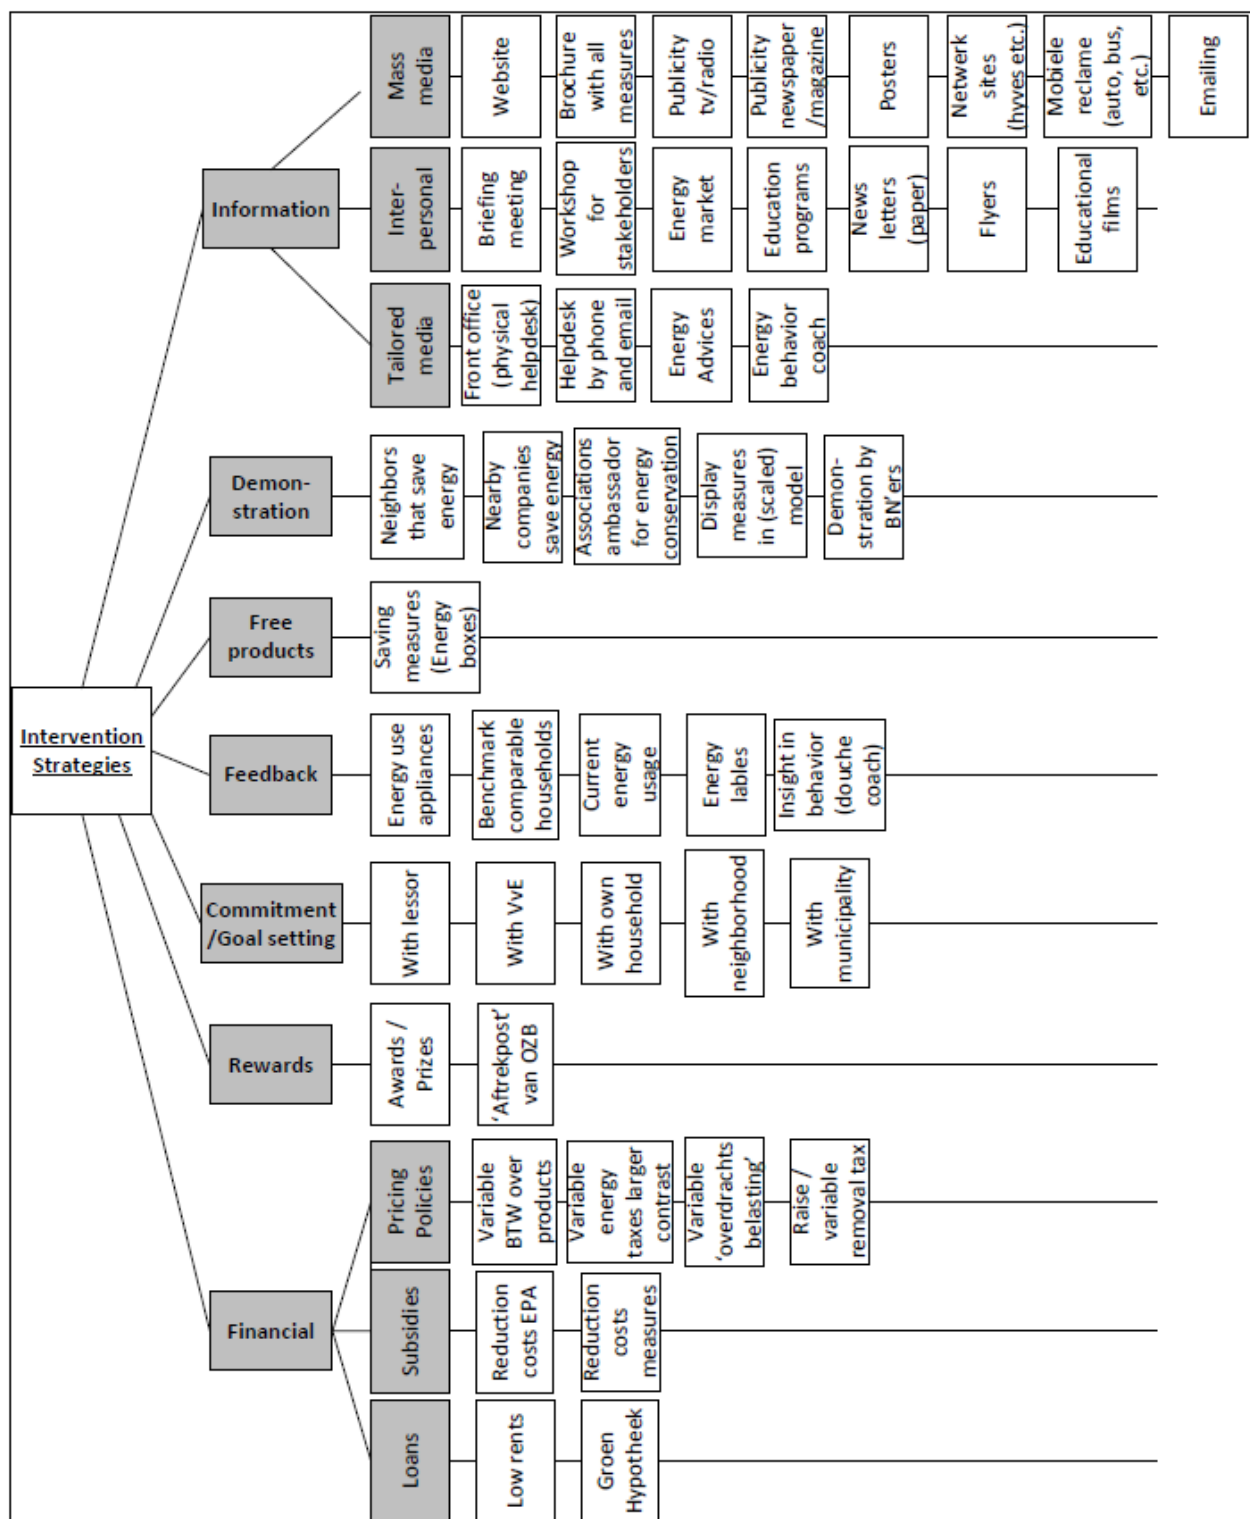 Intervention
Strategies
Information
Mass
media
Website
Brochure
with all
measures
Publicity
tv/radio
Publicity
newspaper
/magazine
Posters
Netwerk
sites
(hyves etc.)
Mobiele
reclame
(auto, bus,
etc.)
Emailing
Inter-
personal
Briefing
meeting
Workshop
for
stakeholders
Energy
market
Education
programs
News
letters
(paper)
Flyers
Educational
films
Tailored
media
Front office
(physical
helpdesk)
Helpdesk
by phone
and email
Energy
Advices
Energy
behavior
coach
Demon-
stration
Neighbors
that save
energy
Nearby
companies
save energy
Associations
ambassador
for energy
conservation
Display
measures
in (scaled)
model
Demon-
stration by
BN'ers
Free
products
Saving
measures
(Energy
boxes)
Feedback
Energy use
appliances
Benchmark
comparable
households
Current
energy
usage
Energy
lables
Insight in
behavior
(douche
coach)
Commitment
/Goal setting
With lessor
With VvE
With own
household
With
neighborhood
With
municipality
Rewards
Awards /
Prizes
'Aftrekpost'
van OZB
Financial
Pricing
Policies
Variable
BTW over
products
Variable
energy
taxes larger
contrast
Variable
'overdrachts
belasting'
Raise /
variable
removal tax
Subsidies
Reduction
costs EPA
Reduction
costs
measures
Loans
Low rents
Groen
Hypotheek